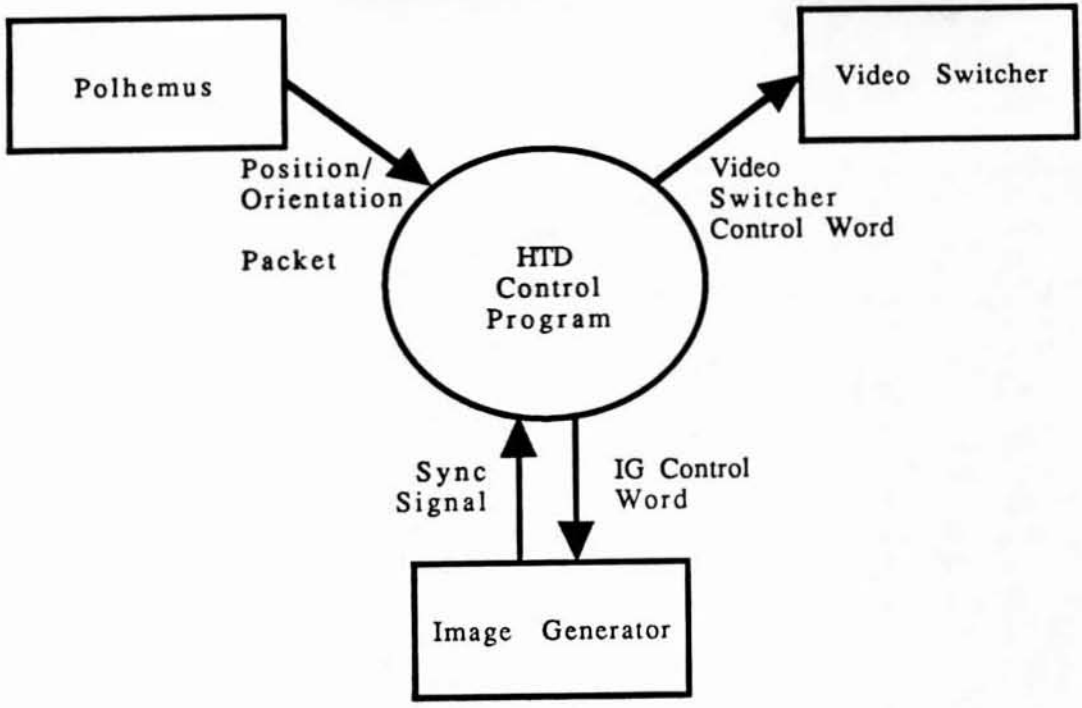 Polhemus
Video Switcher
Position/
Orientation
Packet
Video
Switcher
Control Word
HTD
Control
Program
Sync
Signal
IG Control
Word
Image Generator